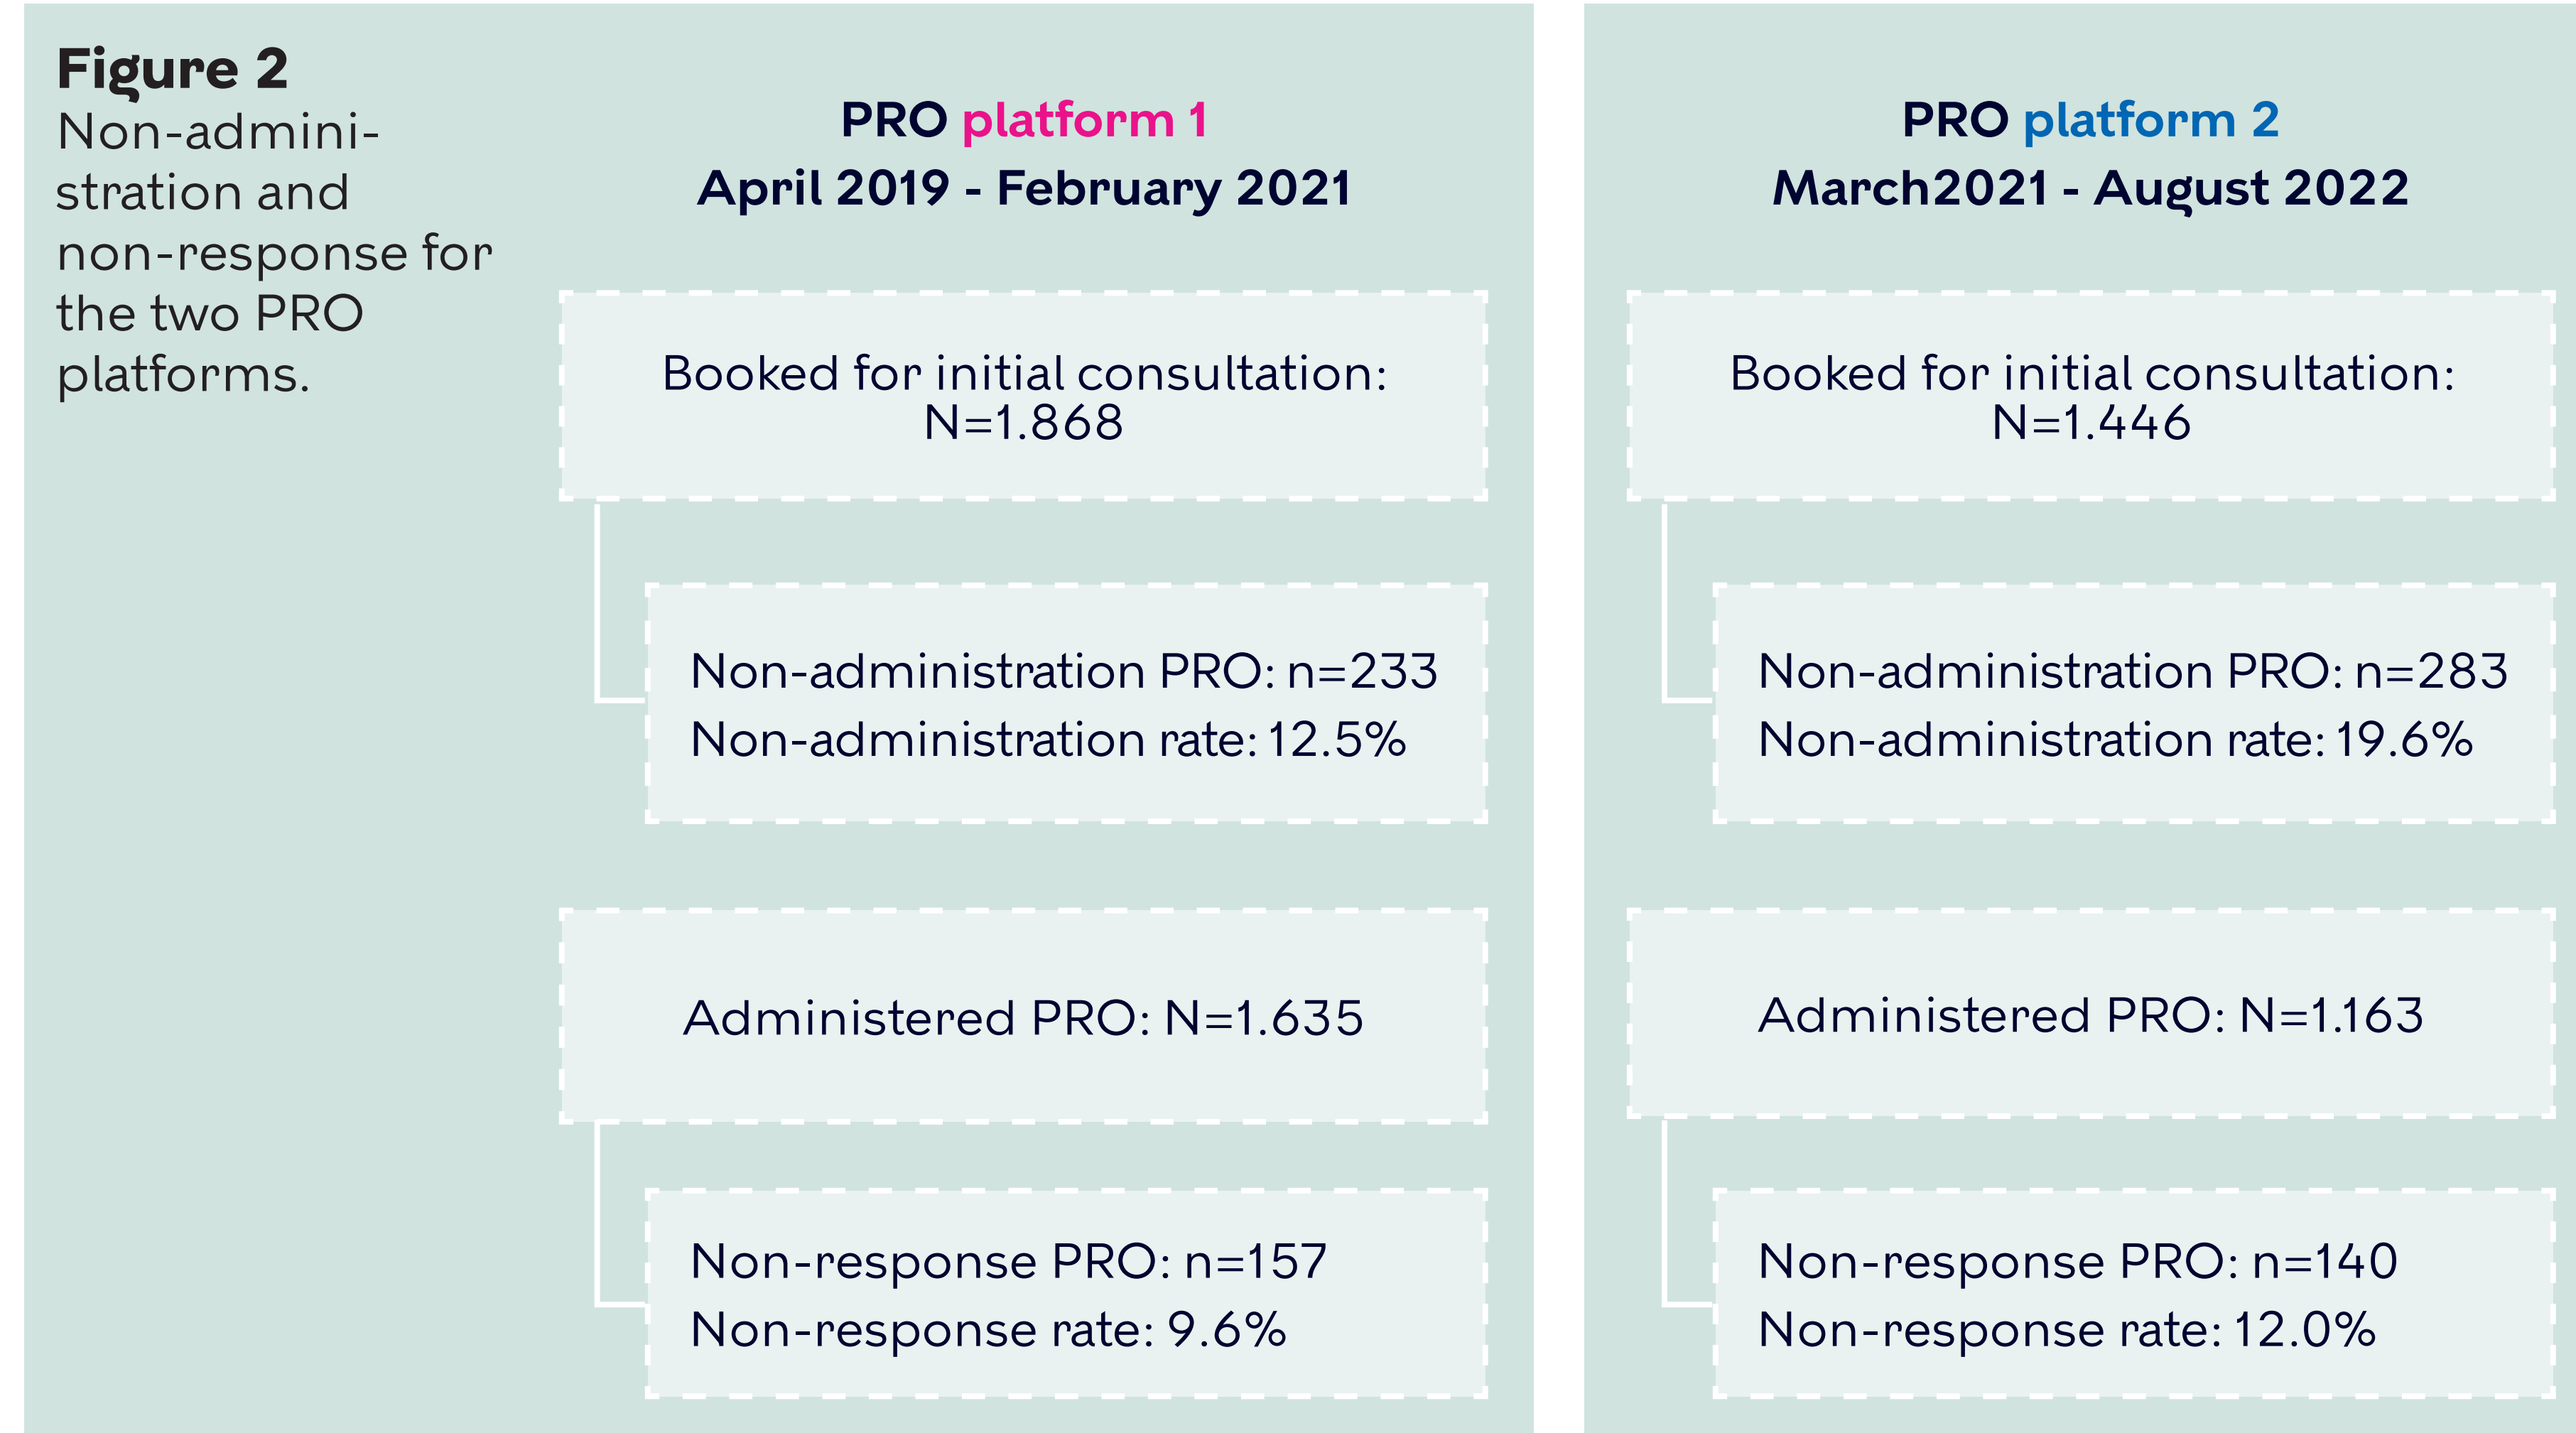 Figure 2
Non-admini-
stration and
non-response for
the two PRO
platforms.
PRO platform 1
April 2019 - February 2021
Booked for initial consultation:
N=1.868
Non-administration PRO: n=233
Non-administration rate: 12.5%
Administered PRO: N=1.635
Non-response PRO: n=157
Non-response rate: 9.6%
PRO platform 2
March2021 - August 2022
Booked for initial consultation:
N=1.446
Non-administration PRO: n=283
Non-administration rate: 19.6%
Administered PRO: N=1.163
Non-response PRO: n=140
Non-response rate: 12.0%